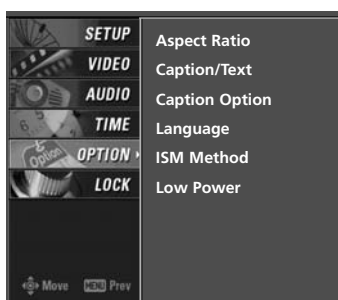 SETUP
VIDEO
AUDIO
TIME
OPTION
LOCK
Move MENU Prev
Aspect Ratio
Caption/Text
Caption Option
Language
ISM Method
Low Power